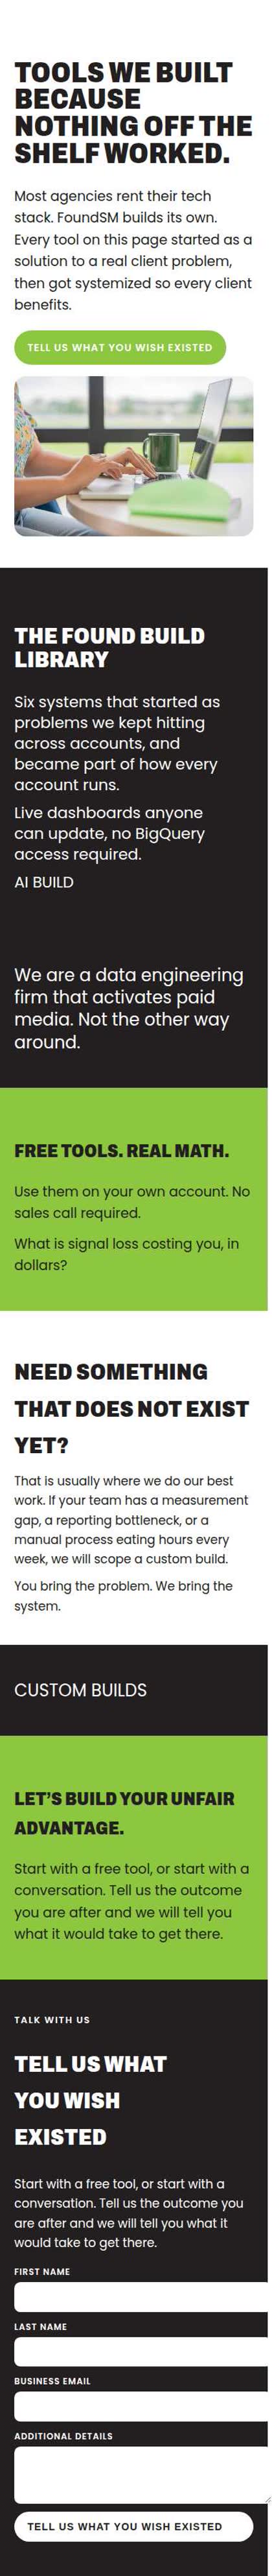 TOOLS WE BUILT
BECAUSE
NOTHING OFF THE
SHELF WORKED.
Most agencies rent their tech
stack. FoundSM builds its own.
Every tool on this page started as a
solution to a real client problem,
then got systemized so every client
benefits.
TELL US WHAT YOU WISH EXISTED
THE FOUND BUILD
LIBRARY
Six systems that started as
problems we kept hitting
across accounts, and
became part of how every
account runs.
Live dashboards anyone
can update, no BigQuery
access required.
AI BUILD
We are a data engineering
firm that activates paid
media. Not the other way
around.
FREE TOOLS. REAL MATH.
Use them on your own account. No
sales call required.
What is signal loss costing you, in
dollars?
NEED SOMETHING
THAT DOES NOT EXIST
YET?
That is usually where we do our best
work. If your team has a measurement
gap, a reporting bottleneck, or a
manual process eating hours every
week, we will scope a custom build.
You bring the problem. We bring the
system.
CUSTOM BUILDS
LET’S BUILD YOUR UNFAIR
ADVANTAGE.
Start with a free tool, or start with a
conversation. Tell us the outcome
you are after and we will tell you
what it would take to get there.
TALK WITH US
TELL US WHAT
YOU WISH
EXISTED
Start with a free tool, or start with a
conversation. Tell us the outcome you
are after and we will tell you what it
would take to get there.
FIRST NAME
LAST NAME
BUSINESS EMAIL
ADDITIONAL DETAILS
TELL US WHAT YOU WISH EXISTED